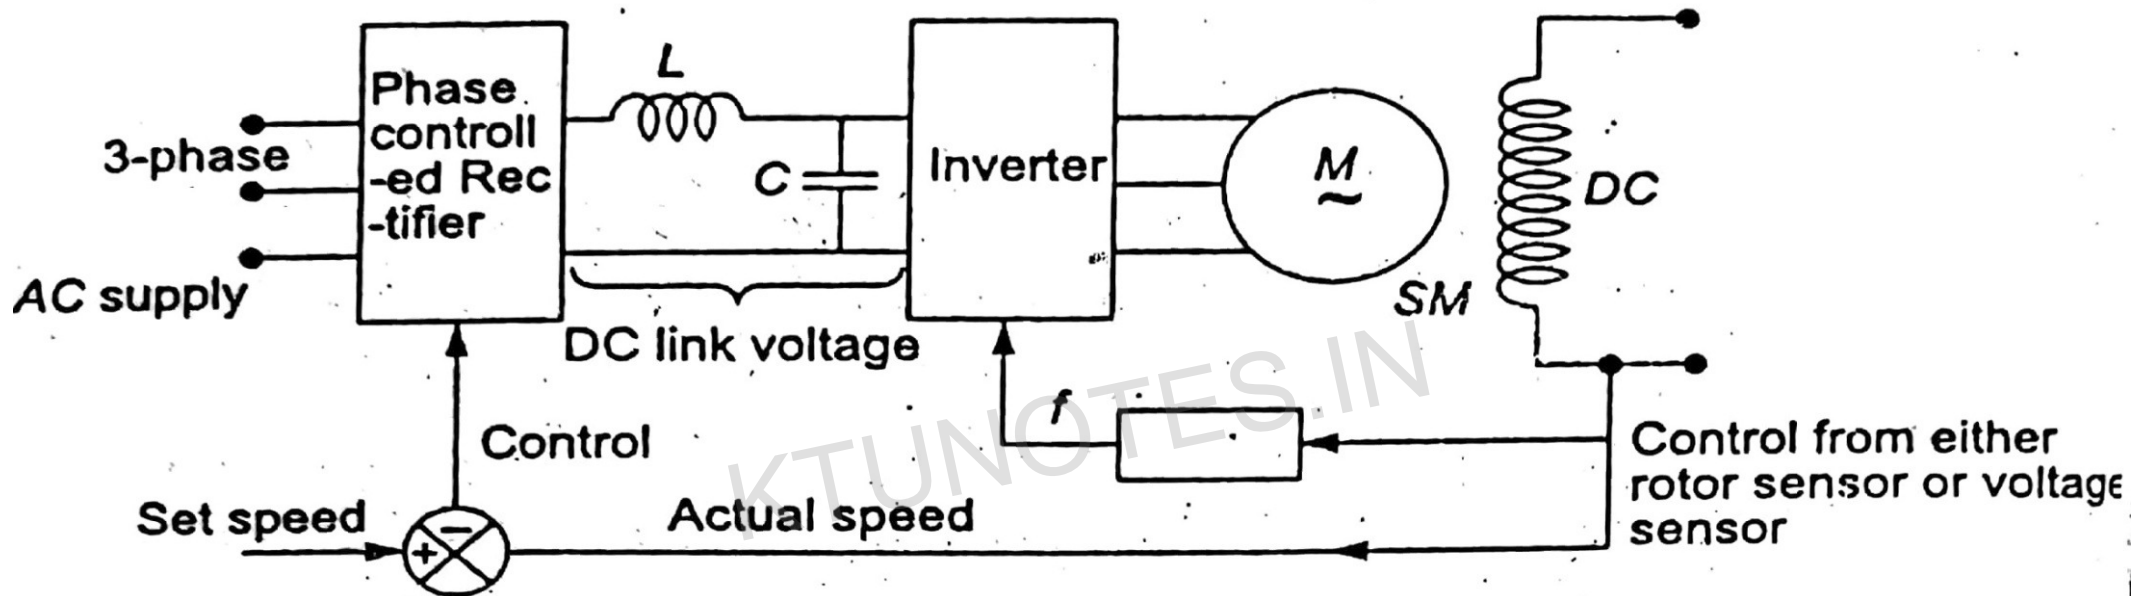 3-phase
AC supply
Phase
controll
-ed Rec
-tifier
L
C
DC link voltage
Inverter
M
~
SM
DC
f
Control
Set speed
+
−
Actual speed
Control from either
rotor sensor or voltage
sensor
KTUNOTES.IN